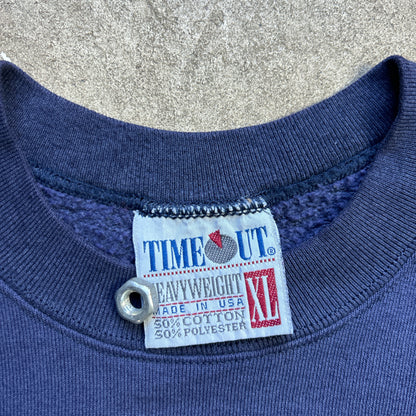 TIME OUT®
HEAVYWEIGHT
MADE IN USA
50% COTTON
50% POLYESTER
XL